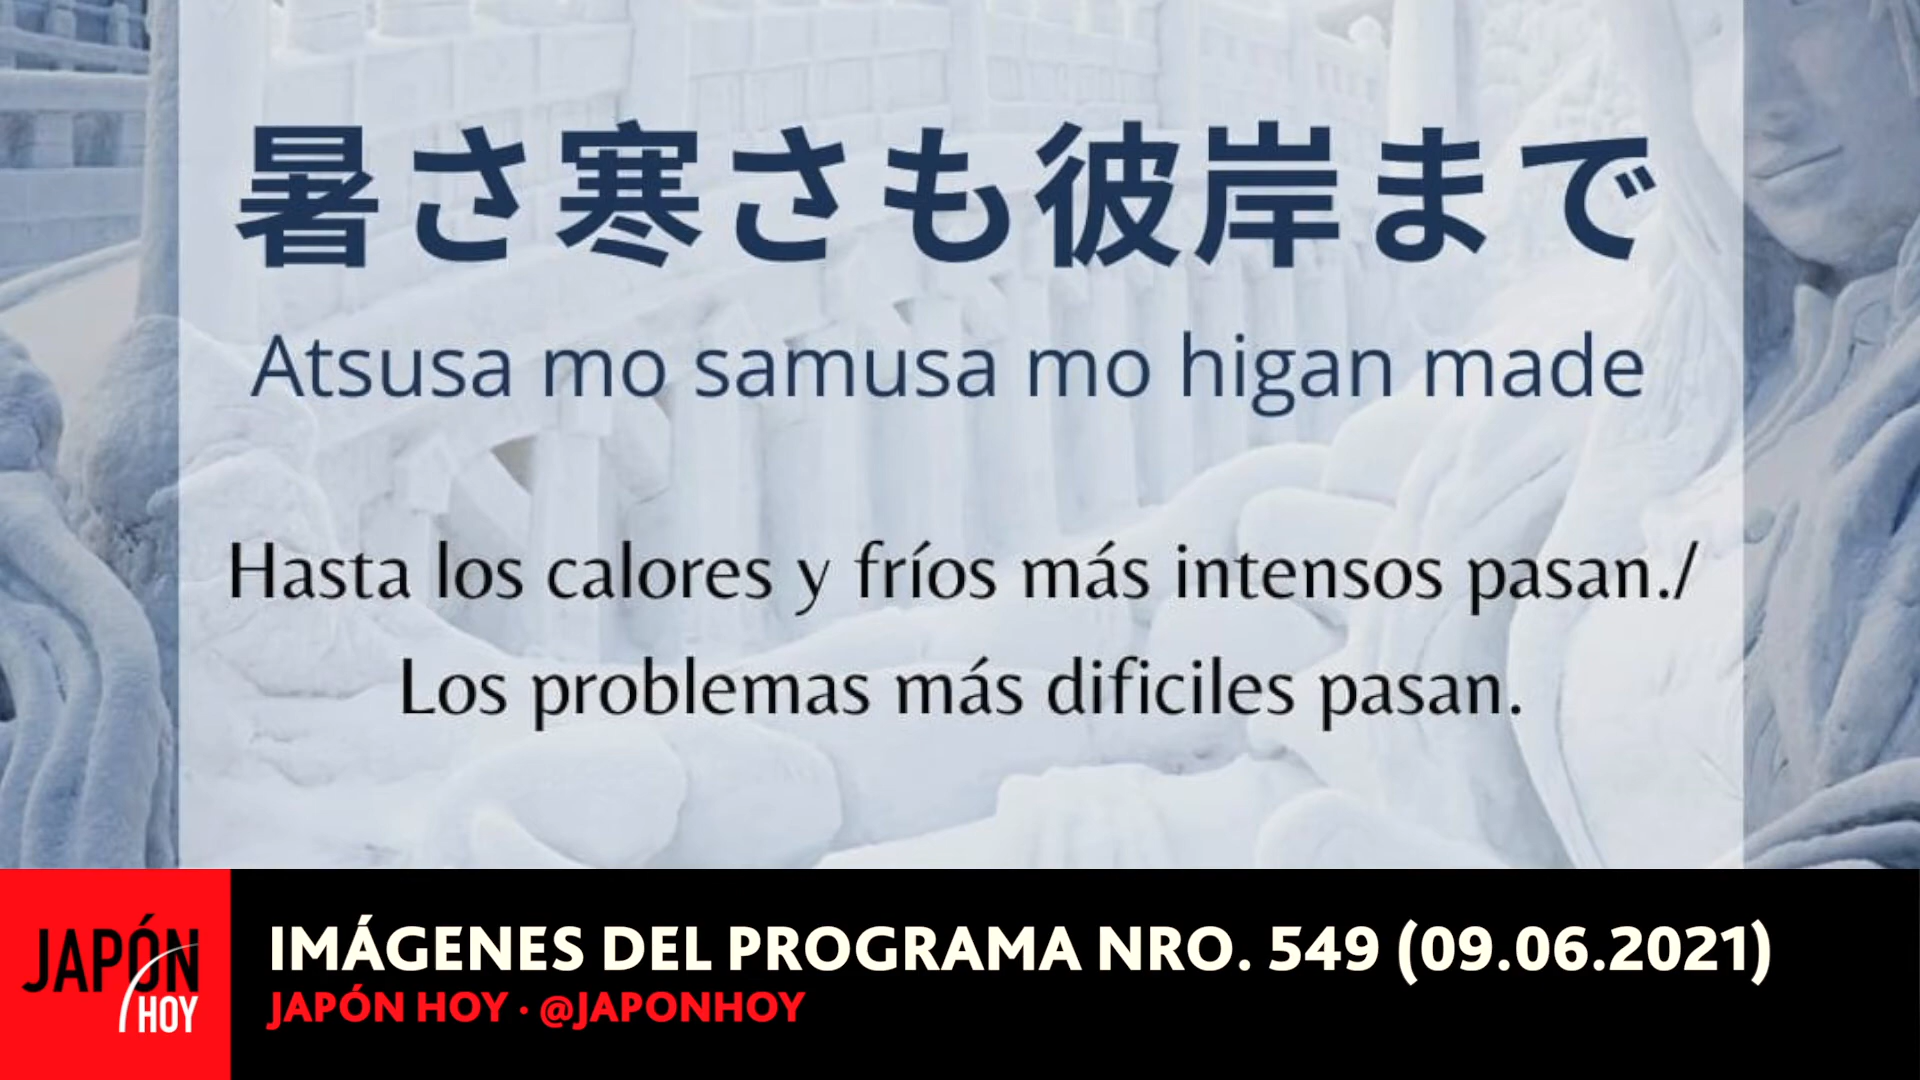 暑さ寒さも彼岸まで
Atsusa mo samusa mo higan made
Hasta los calores y fríos más intensos pasan./
Los problemas más dificiles pasan.
JAPÓN
HOY
IMÁGENES DEL PROGRAMA NRO. 549 (09.06.2021)
JAPÓN HOY · @JAPONHOY